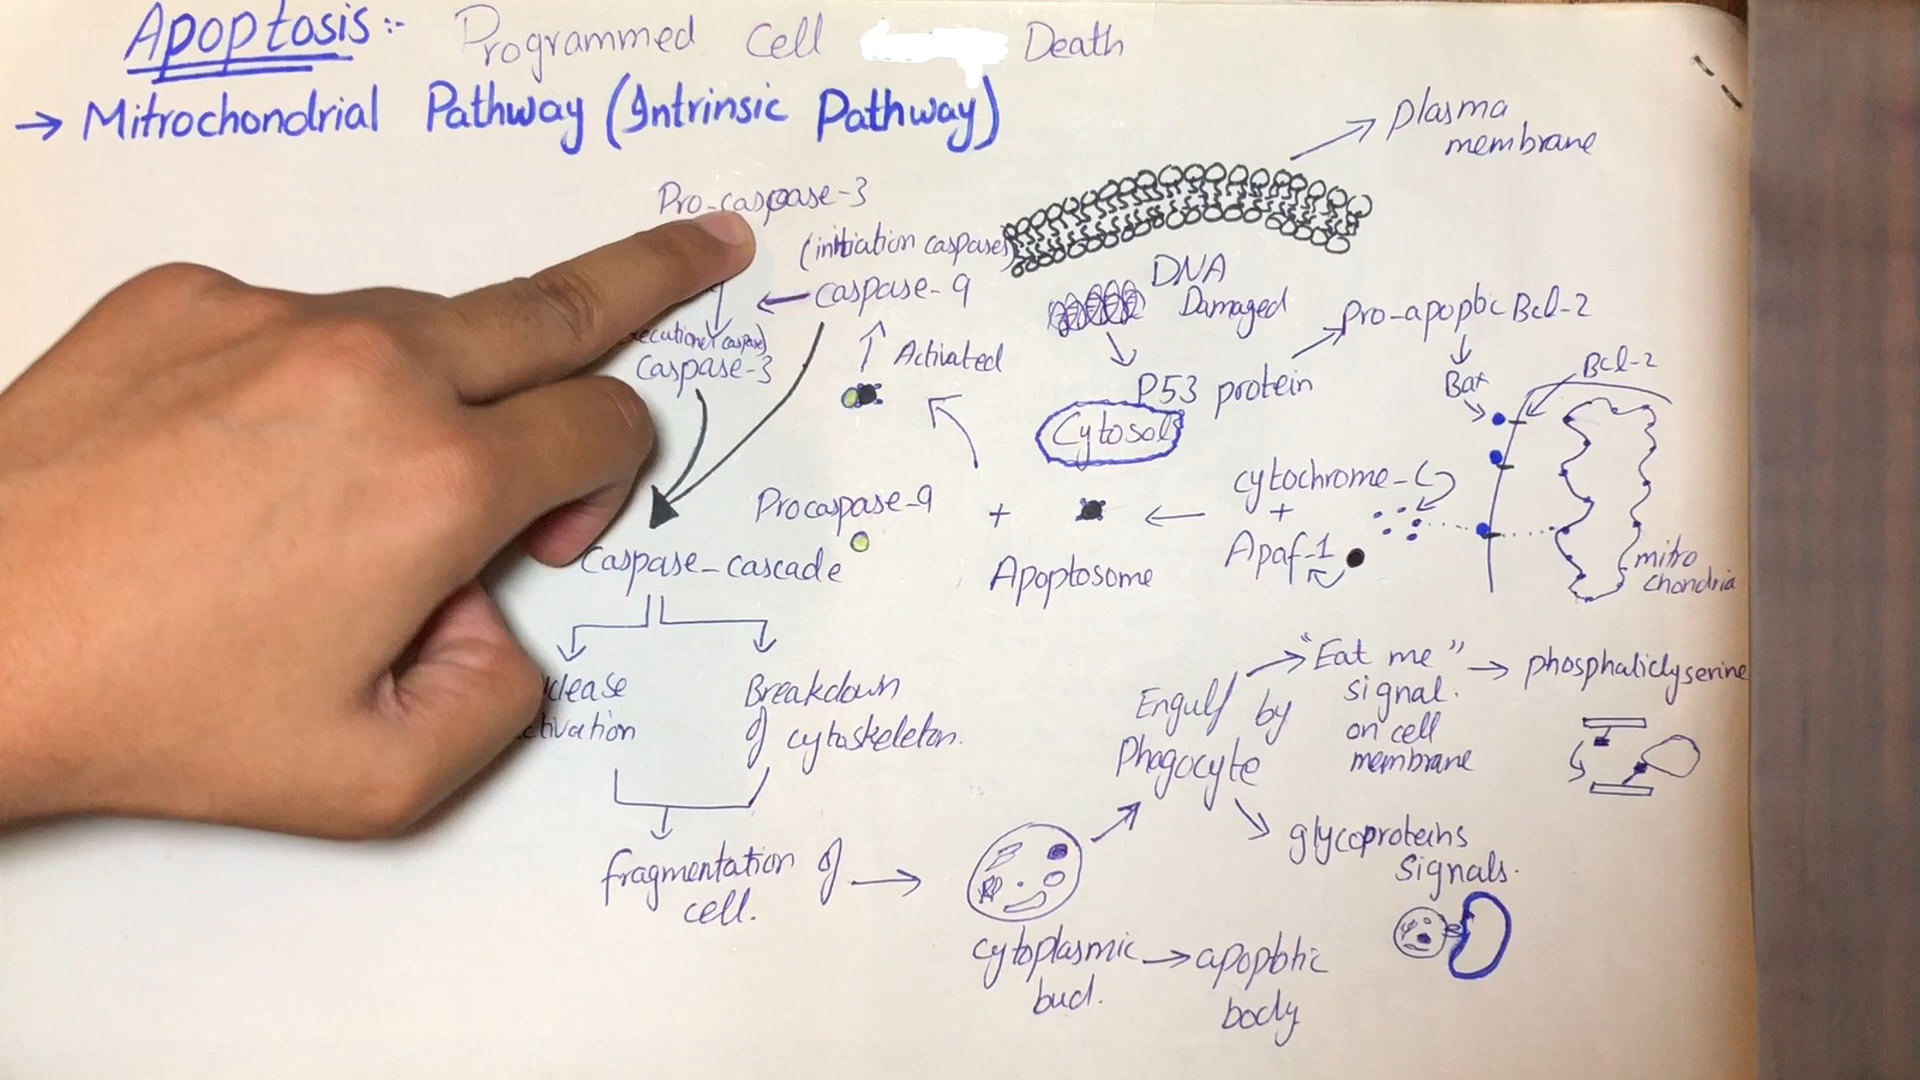 Apoptosis:- Programmed Cell Death
→ Mitrochondrial Pathway (Intrinsic Pathway)
plasma
membrane
Pro-caspase-3
(initiation caspases)
caspase-9
Caspase-3
Activated
DNA
Damaged
P53 protein
Pro-apoptotic Bcl-2
Bax
Bcl-2
Cytosol
cytochrome-C
+
Apaf-1
mitro
chondria
Procaspase-9
+
Apoptosome
Caspase-cascade
Breakdown
of cytoskeleton.
fragmentation of
cell.
cytoplasmic
bud.
→ apoptotic
body
Engulf by
Phagocyte
"Eat me"
signal.
on cell
membrane
→ phosphaliclyserine
glycoproteins
signals.